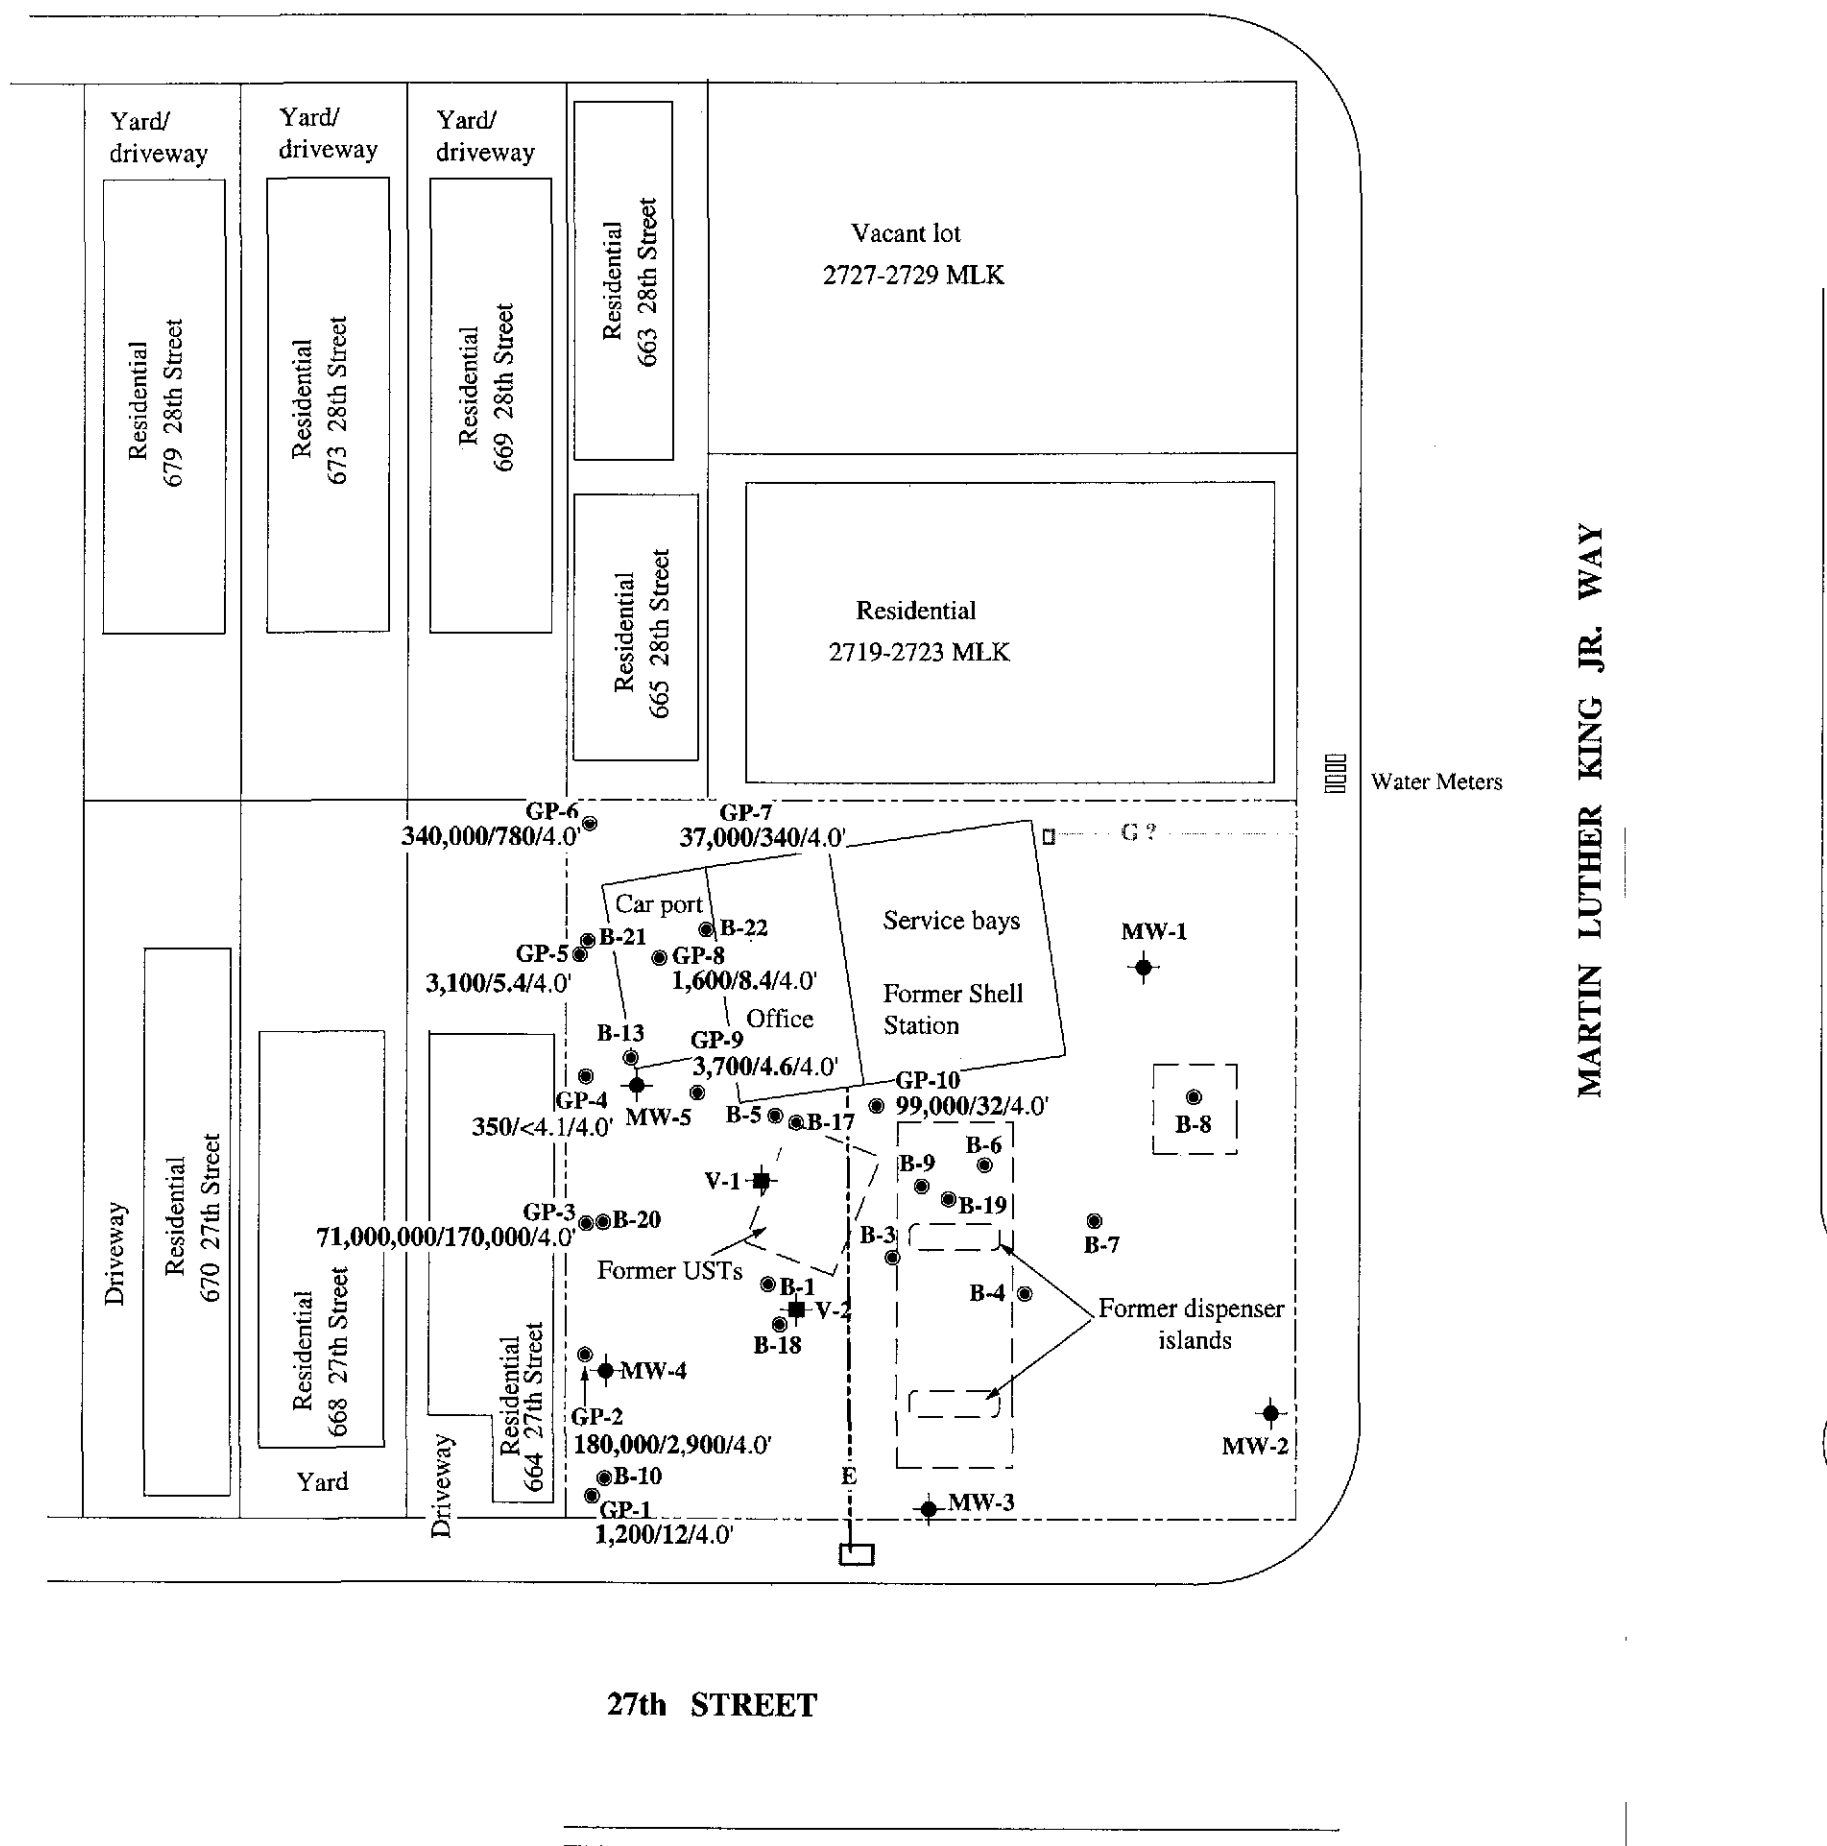 Yard/
driveway
Yard/
driveway
Yard/
driveway
Residential
679 28th Street
Residential
673 28th Street
Residential
669 28th Street
Residential
663 28th Street
Vacant lot
2727-2729 MLK
Residential
665 28th Street
Residential
2719-2723 MLK
MARTIN LUTHER KING JR. WAY
Water Meters
GP-6
340,000/780/4.0'
GP-7
37,000/340/4.0'
G ?
Car port
B-22
B-21
GP-5
3,100/5.4/4.0'
GP-8
1,600/8.4/4.0'
Service bays
Former Shell
Station
MW-1
Office
B-13
GP-9
3,700/4.6/4.0'
GP-4
350/<4.1/4.0'
MW-5
B-5
B-17
GP-10
99,000/32/4.0'
B-8
B-6
B-9
B-19
V-1
GP-3
71,000,000/170,000/4.0'
B-20
B-3
B-7
Former USTs
B-1
V-2
B-18
B-4
Former dispenser
islands
Driveway
Residential
670 27th Street
Residential
668 27th Street
Yard
Residential
664 27th Street
Driveway
MW-4
GP-2
180,000/2,900/4.0'
B-10
GP-1
1,200/12/4.0'
E
MW-3
MW-2
27th STREET